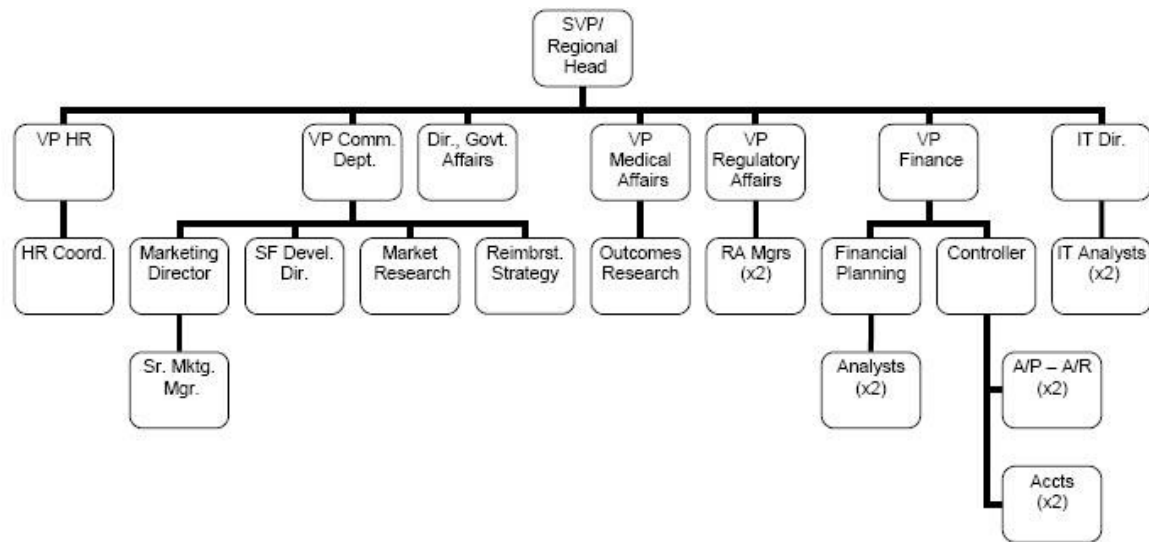 SVP/
Regional
Head
VP HR
VP Comm.
Dept.
Dir., Govt.
Affairs
VP
Medical
Affairs
VP
Regulatory
Affairs
VP
Finance
IT Dir.
HR Coord.
Marketing
Director
SF Devel.
Dir.
Market
Research
Reimbrst.
Strategy
Outcomes
Research
RA Mgrs
(x2)
Financial
Planning
Controller
IT Analysts
(x2)
Sr. Mktg.
Mgr.
Analysts
(x2)
A/P – A/R
(x2)
Accts
(x2)